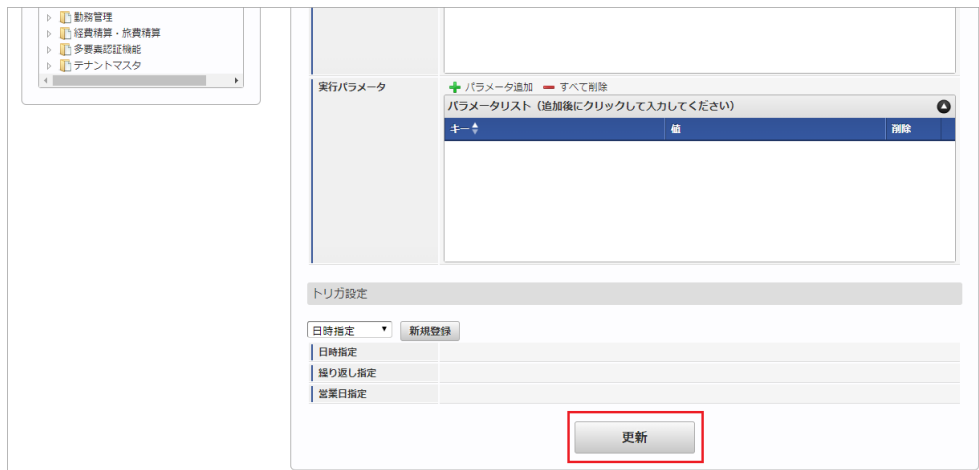 勤務管理
経費積算・旅費積算
多要素認証機能
テナントマスタ
実行パラメータ
パラメータ追加 すべて削除
パラメータリスト（追加後にクリックして入力してください）
キー 値 削除
トリガ設定
日時指定 新規登録
日時指定
繰り返し指定
営業日指定
更新